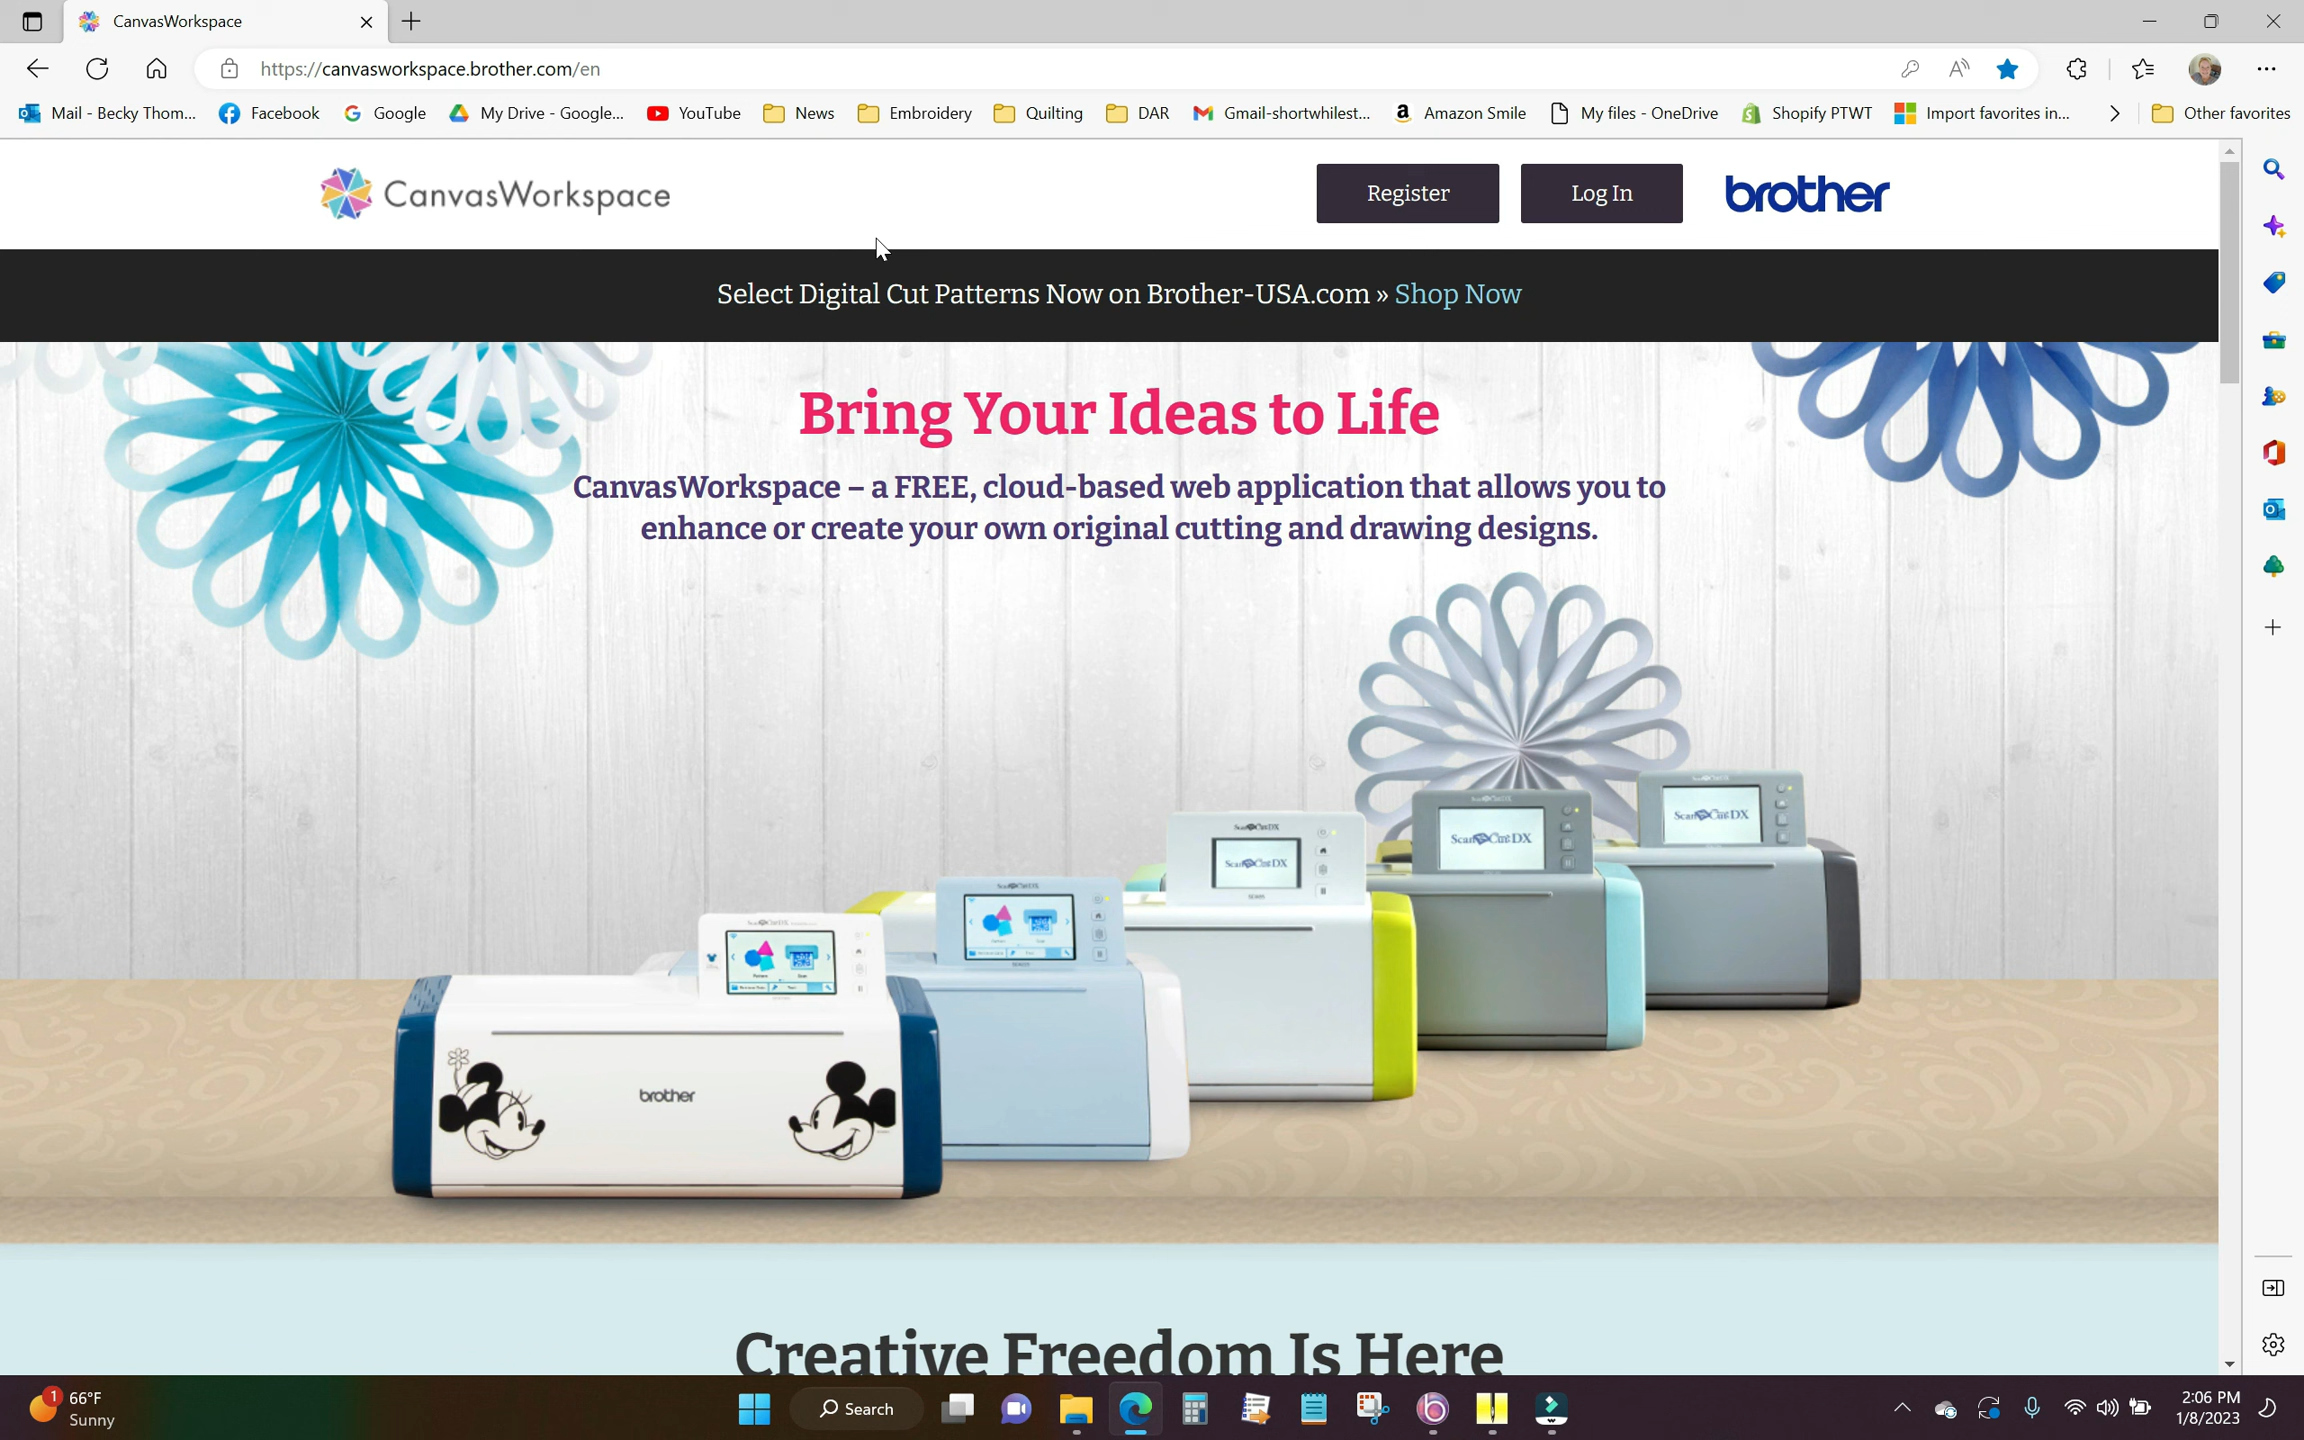 CanvasWorkspace
https://canvasworkspace.brother.com/en
Mail - Becky Thom... Facebook Google My Drive - Google... YouTube News Embroidery Quilting DAR Gmail-shortwhilest... Amazon Smile My files - OneDrive Shopify PTWT Import favorites in... Other favorites
CanvasWorkspace Register Log In brother
Select Digital Cut Patterns Now on Brother-USA.com » Shop Now
Bring Your Ideas to Life
CanvasWorkspace – a FREE, cloud-based web application that allows you to
enhance or create your own original cutting and drawing designs.
ScanNCutDX
ScanNCutDX
ScanNCutDX
brother
Creative Freedom Is Here
1 66°F
Sunny
Search
2:06 PM
1/8/2023